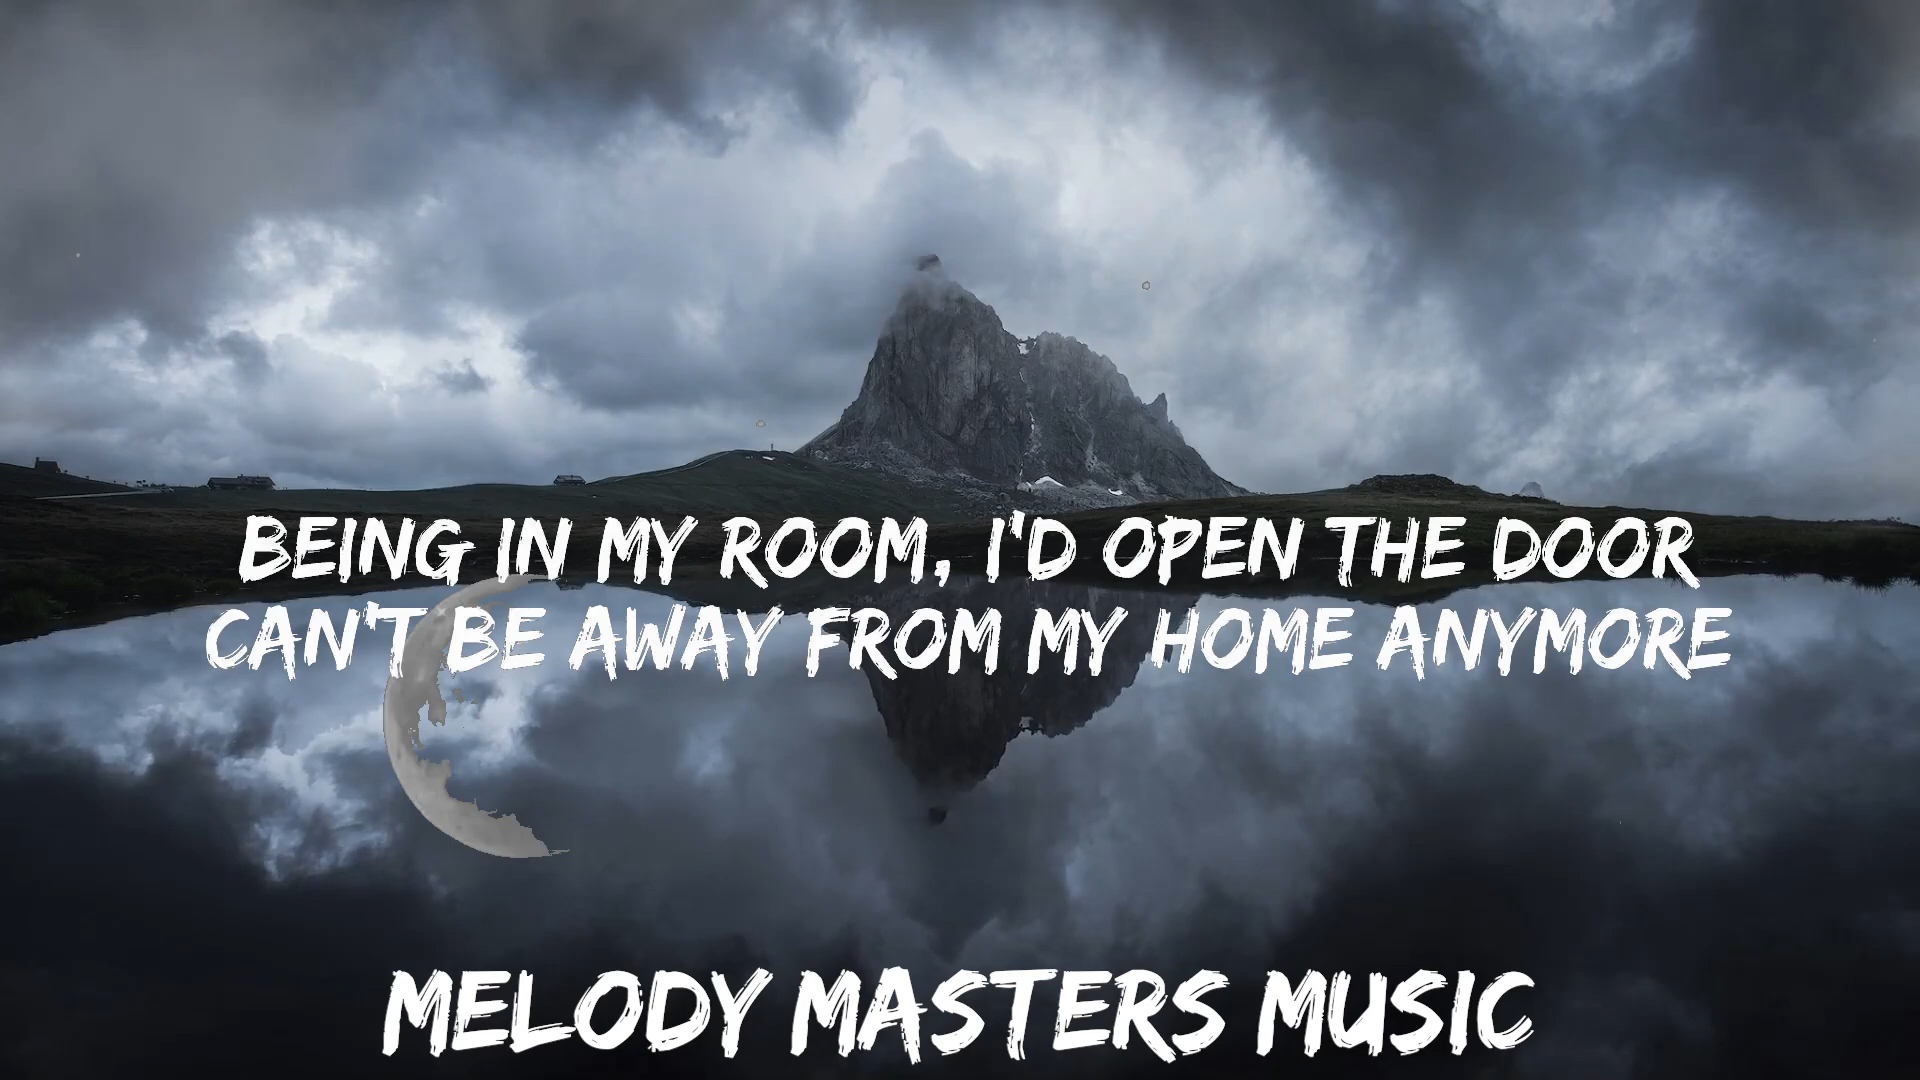 BEING IN MY ROOM, I'D OPEN THE DOOR
CAN'T BE AWAY FROM MY HOME ANYMORE
MELODY MASTERS MUSIC